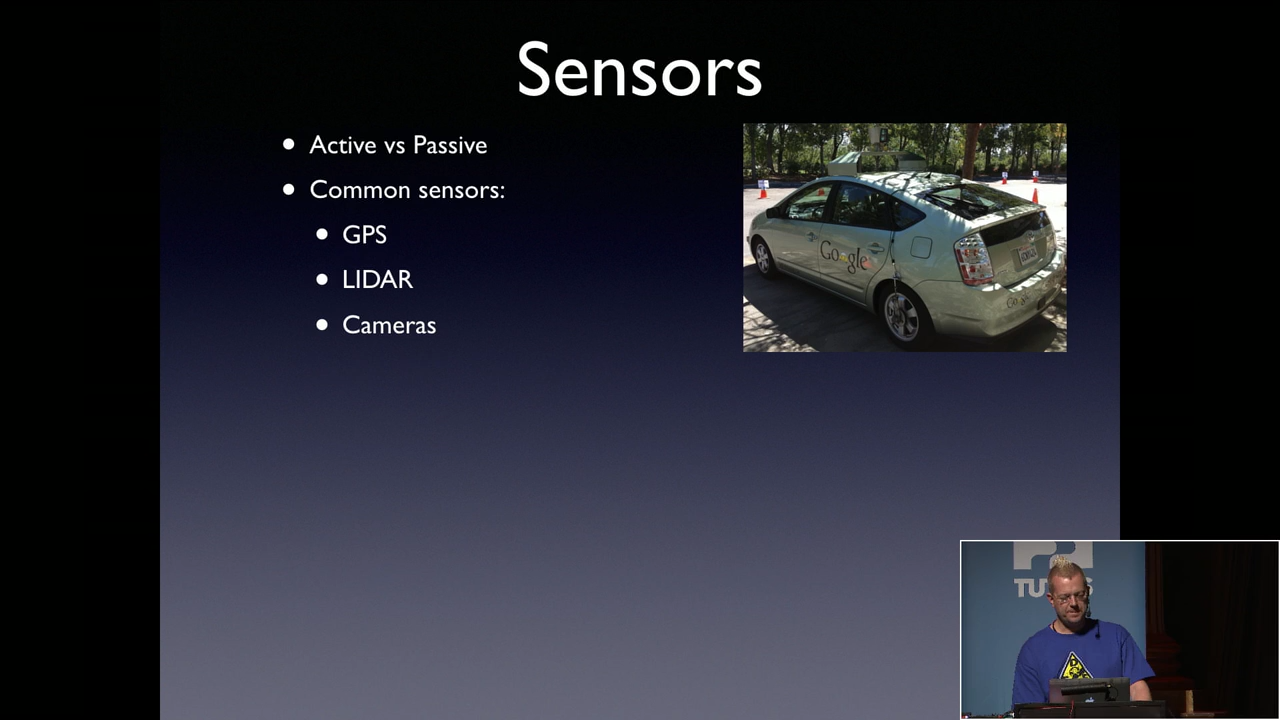 Sensors
Active vs Passive
Common sensors:
GPS
LIDAR
Cameras
Google